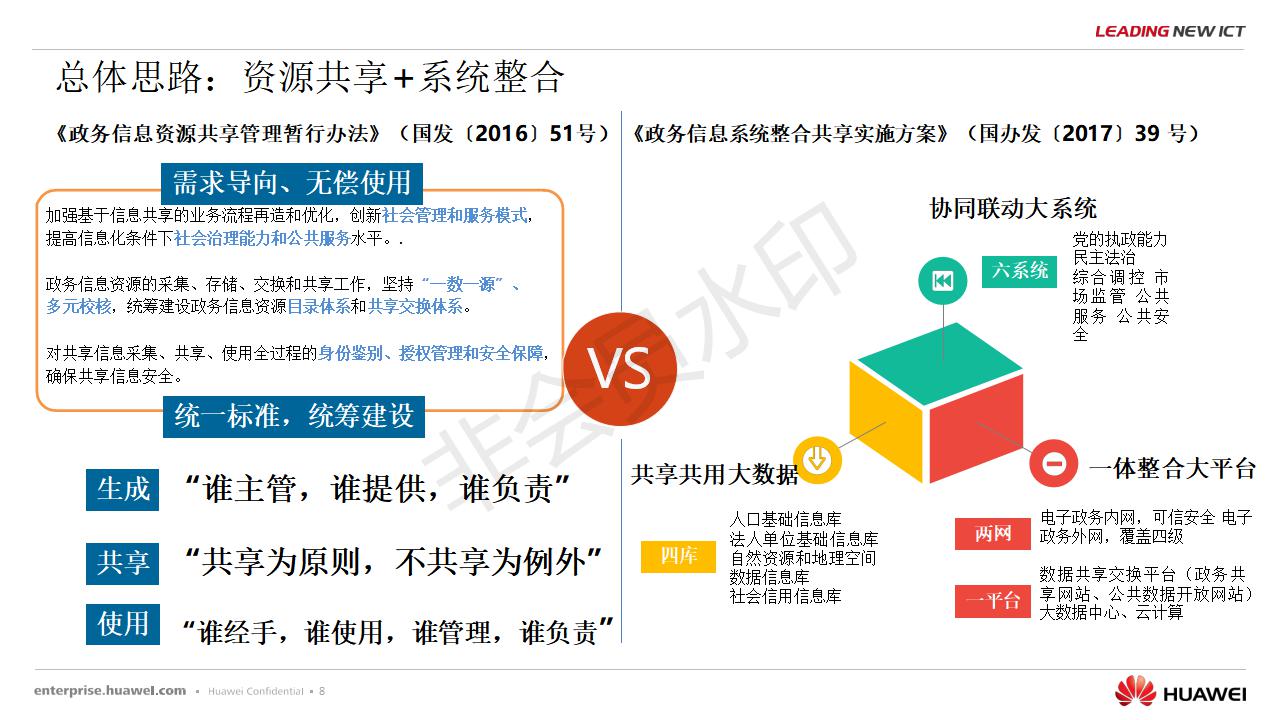 LEADING NEW ICT
总体思路：资源共享+系统整合
《政务信息资源共享管理暂行办法》（国发〔2016〕51号）
需求导向、无偿使用
加强基于信息共享的业务流程再造和优化，创新社会管理和服务模式，
提高信息化条件下社会治理能力和公共服务水平。.
政务信息资源的采集、存储、交换和共享工作，坚持“一数一源”、
多元校核，统筹建设政务信息资源目录体系和共享交换体系。
对共享信息采集、共享、使用全过程的身份鉴别、授权管理和安全保障，
确保共享信息安全。
统一标准，统筹建设
生成 “谁主管，谁提供，谁负责”
共享 “共享为原则，不共享为例外”
使用 “谁经手，谁使用，谁管理，谁负责”
VS
《政务信息系统整合共享实施方案》（国办发〔2017〕39 号）
协同联动大系统
六系统
党的执政能力
民主法治
综合调控 市
场监管 公共
服务 公共安
全
共享共用大数据
四库
人口基础信息库
法人单位基础信息库
自然资源和地理空间
数据信息库
社会信用信息库
一体整合大平台
两网
电子政务内网，可信安全 电子
政务外网，覆盖四级
一平台
数据共享交换平台（政务共
享网站、公共数据开放网站）
大数据中心、云计算
非会员水印
enterprise.huawei.com ▪ Huawei Confidential ▪ 8
HUAWEI